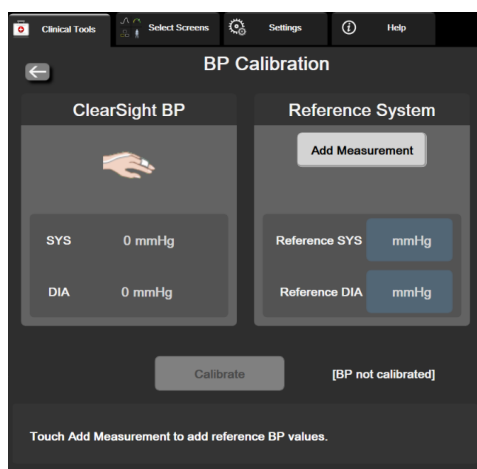 Clinical Tools
Select Screens
Settings
Help
BP Calibration
ClearSight BP
Reference System
Add Measurement
SYS 0 mmHg
Reference SYS mmHg
DIA 0 mmHg
Reference DIA mmHg
Calibrate
[BP not calibrated]
Touch Add Measurement to add reference BP values.